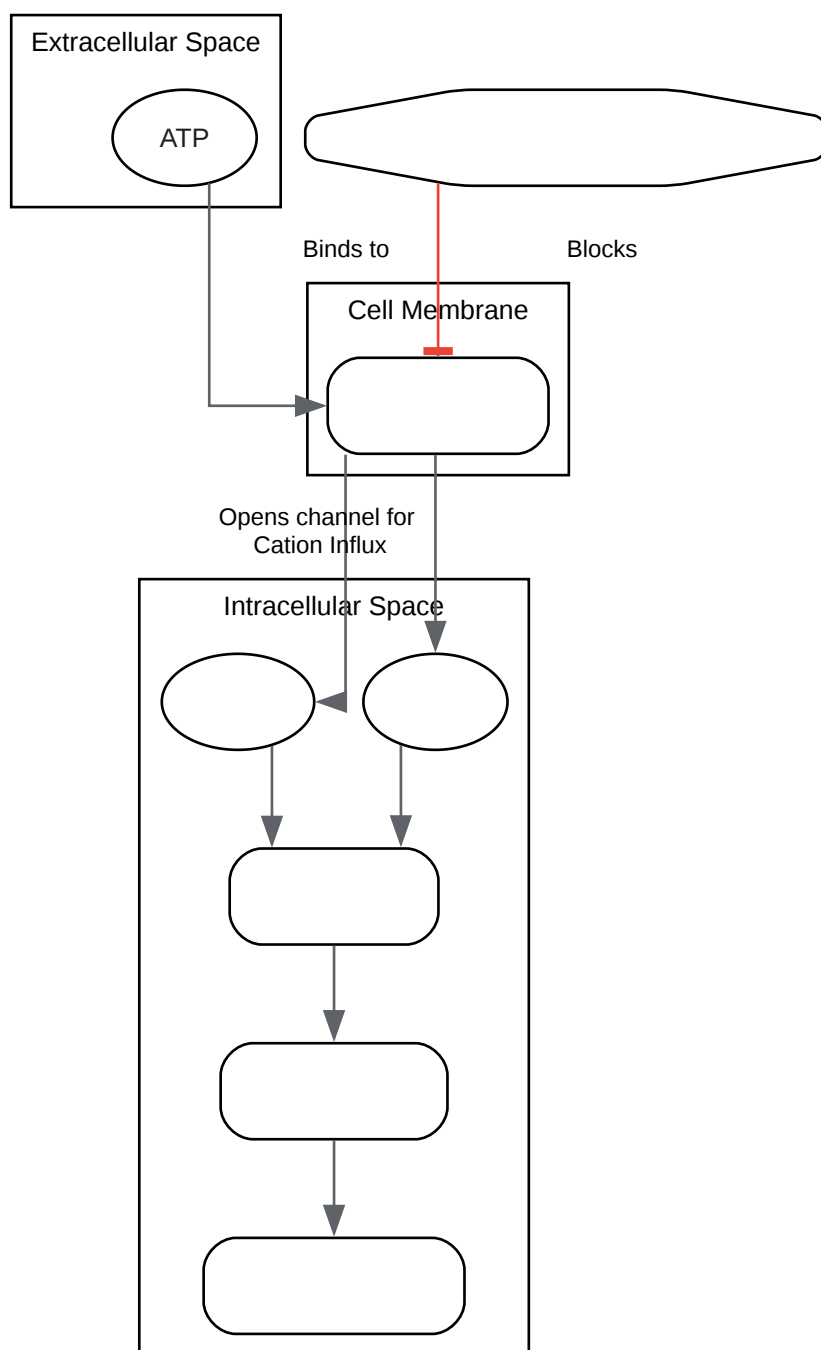 Extracellular Space
ATP
Binds to
Blocks
Cell Membrane
Opens channel for
Cation Influx
Intracellular Space